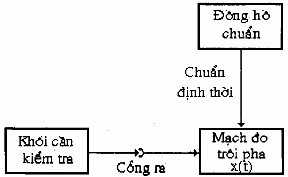 Đồng hồ
chuẩn
Chuẩn
định thời
Khối cần
kiểm tra
Cổng ra
Mạch đo
trôi pha
x(t)